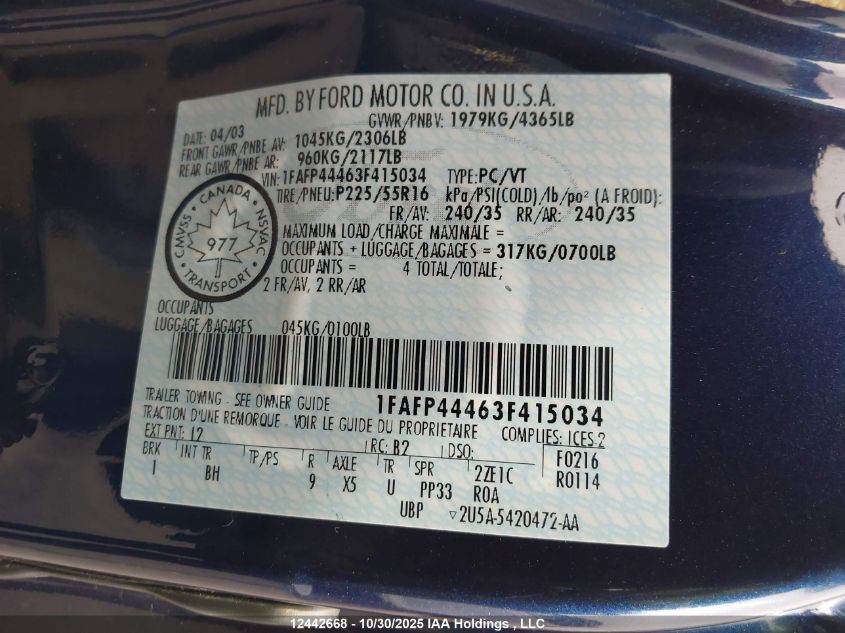 MFD. BY FORD MOTOR CO. IN U.S.A.
DATE: 04/03 GVWR/PNBV: 1979KG/4365LB
FRONT GAWR/PNBE AV: 1045KG/2306LB
REAR GAWR/PNBE AR: 960KG/2117LB
VIN: 1FAFP44463F415034 TYPE: PC/VT
TIRE/PNEU: P225/55R16 kPa/PSI(COLD)/lb/po² (A FROID):
FR/AV: 240/35 RR/AR: 240/35
MAXIMUM LOAD/CHARGE MAXIMALE =
OCCUPANTS + LUGGAGE/BAGAGES = 317KG/0700LB
OCCUPANTS = 4 TOTAL/TOTALE;
2 FR/AV, 2 RR/AR
CANADA
CMVSS NSVAC
977
TRANSPORT
OCCUPANTS
LUGGAGE/BAGAGES 045KG/0100LB
TRAILER TOWING - SEE OWNER GUIDE 1FAFP44463F415034
TRACTION D'UNE REMORQUE - VOIR LE GUIDE DU PROPRIETAIRE COMPLIES: ICES 2
EXT PNT: L2 RC: B2 DSO: F0216
BRK INT TR TP/PS R AXLE TR SPR 2ZE1C R0114
1 BH 9 X5 U PP33 ROA
UBP ▽2U5A-5420472-AA
12442668 - 10/30/2025 IAA Holdings, LLC